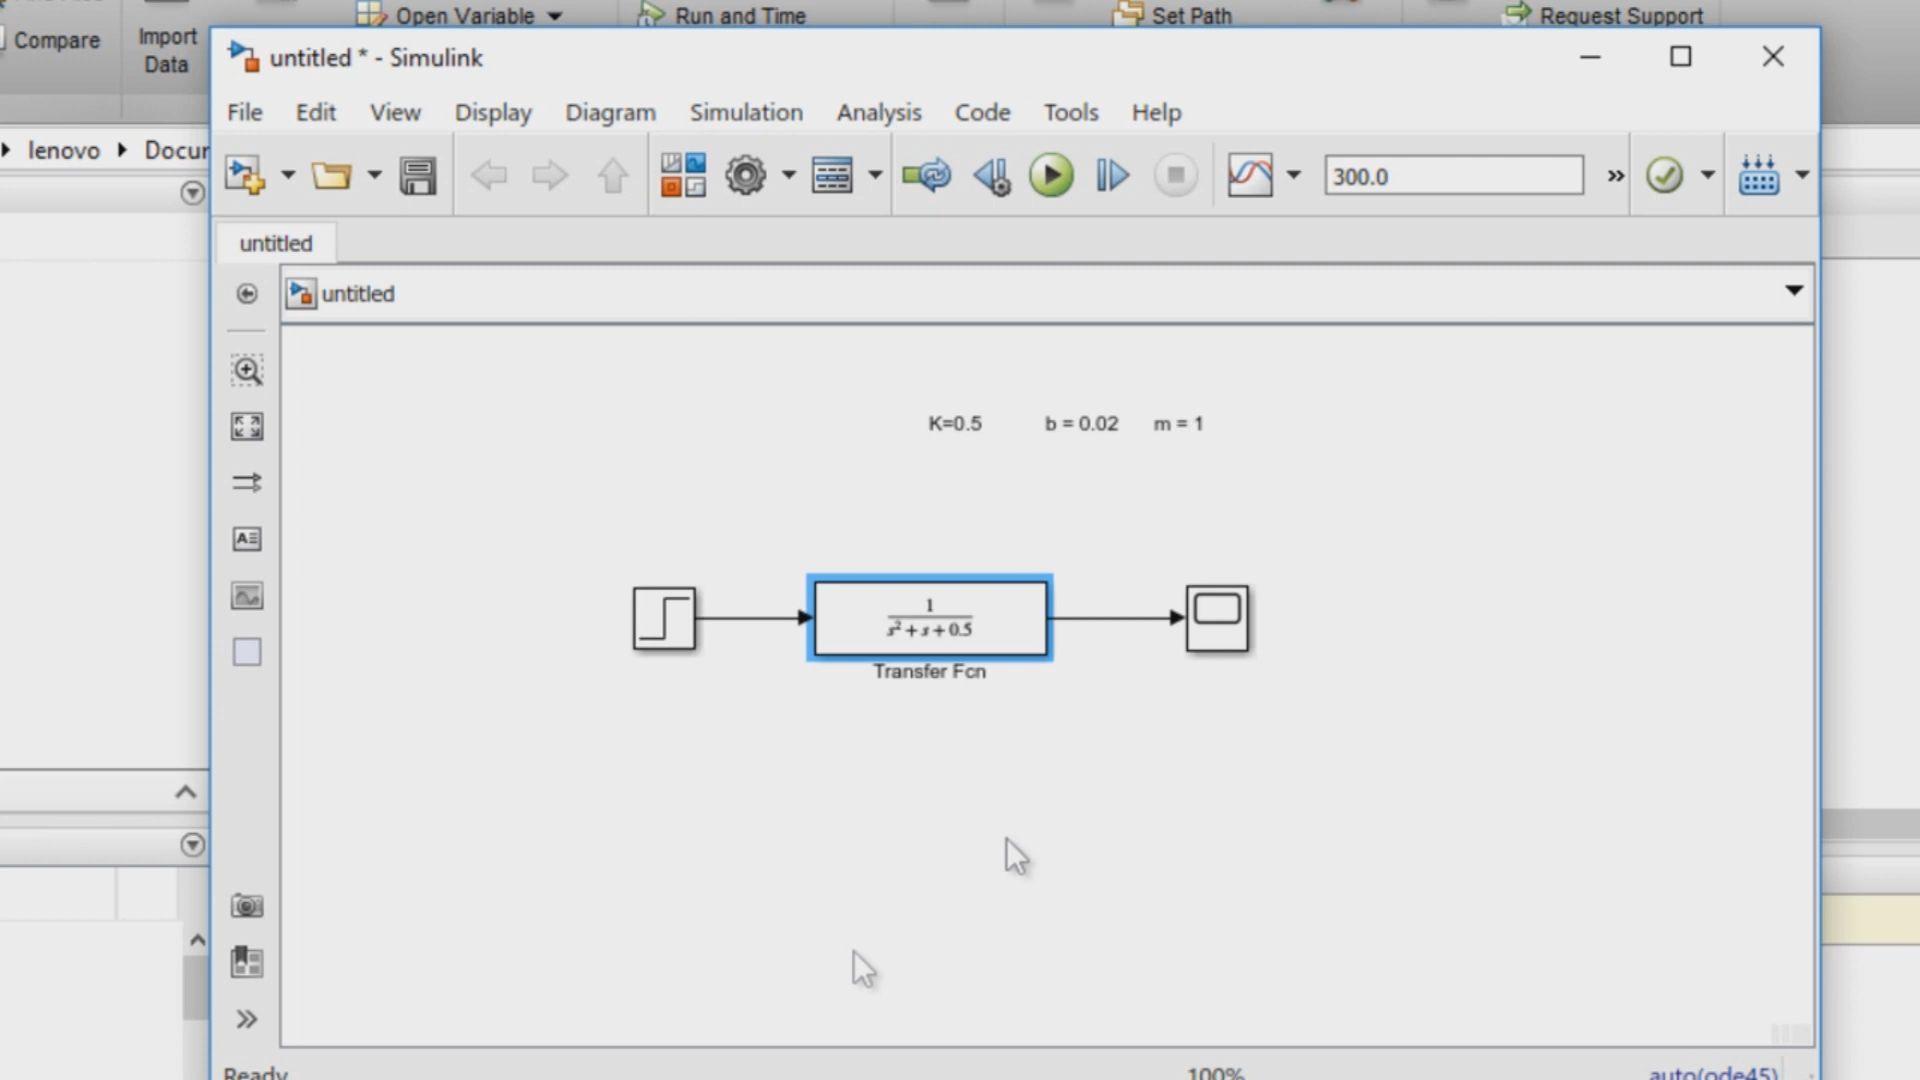 Open Variable
Run and Time
Set Path
Request Support
Compare
Import
Data
untitled * - Simulink
File Edit View Display Diagram Simulation Analysis Code Tools Help
lenovo
300.0
untitled
untitled
K=0.5 b = 0.02 m = 1
1
s² + s + 0.5
Transfer Fcn
Ready
100%
auto(ode45)